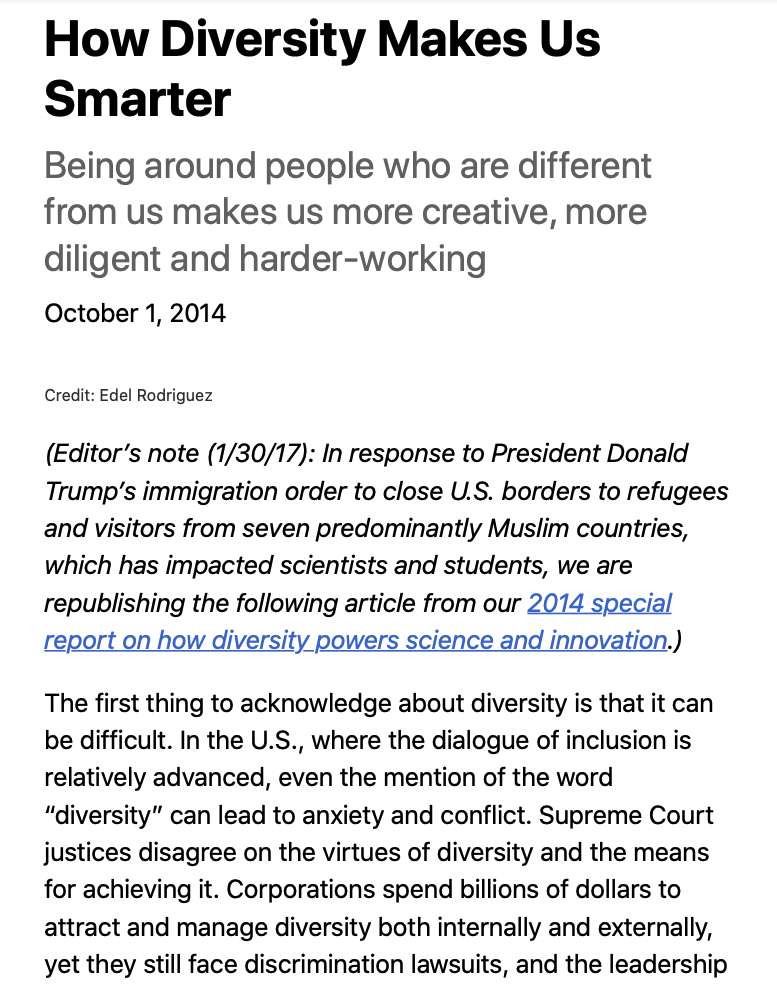 How Diversity Makes Us
Smarter
Being around people who are different
from us makes us more creative, more
diligent and harder-working
October 1, 2014
Credit: Edel Rodriguez
(Editor’s note (1/30/17): In response to President Donald
Trump’s immigration order to close U.S. borders to refugees
and visitors from seven predominantly Muslim countries,
which has impacted scientists and students, we are
republishing the following article from our 2014 special
report on how diversity powers science and innovation.)
The first thing to acknowledge about diversity is that it can
be difficult. In the U.S., where the dialogue of inclusion is
relatively advanced, even the mention of the word
“diversity” can lead to anxiety and conflict. Supreme Court
justices disagree on the virtues of diversity and the means
for achieving it. Corporations spend billions of dollars to
attract and manage diversity both internally and externally,
yet they still face discrimination lawsuits, and the leadership